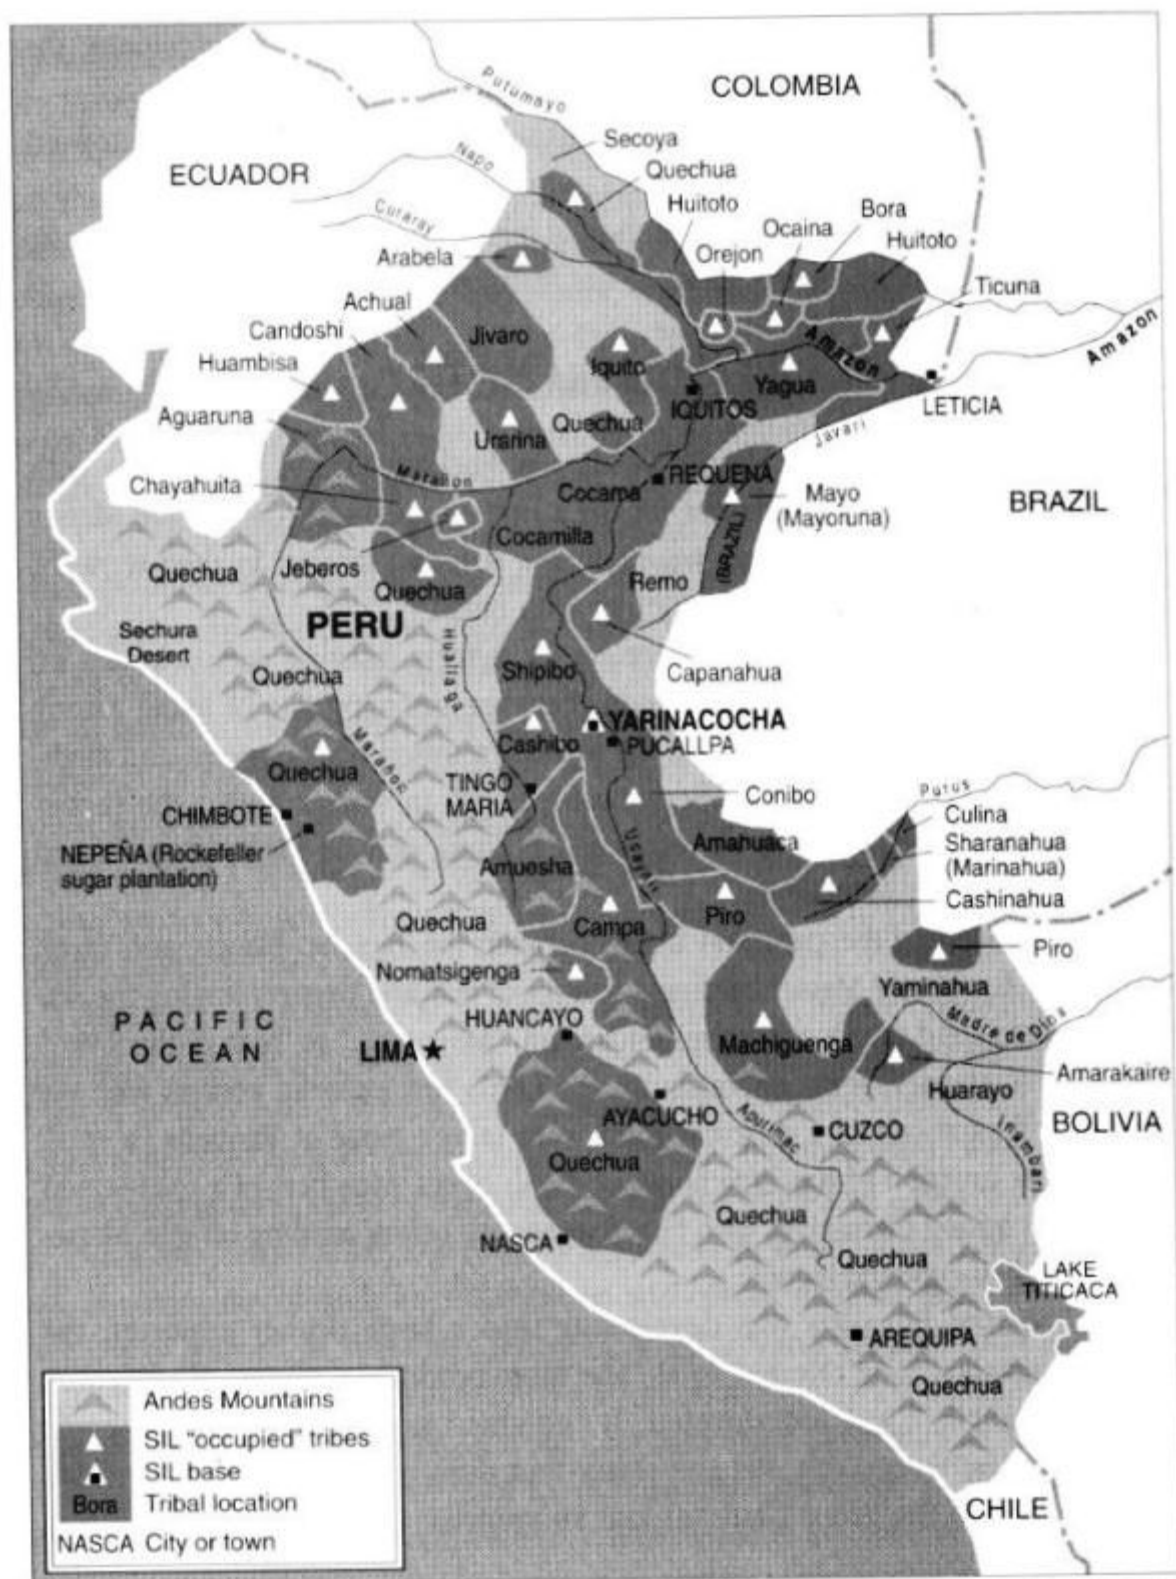 COLOMBIA
Putumayo
Secoya
ECUADOR
Napo
Quechua
Huitoto
Bora
Curaray
Ocaina
Huitoto
Arabela
Orejon
Ticuna
Achual
Candoshi
Jivaro
Amazon
Amazon
Huambisa
Iquito
Yagua
Aguaruna
IQUITOS
LETICIA
Quechua
Urarina
Javari
Marañon
REQUENA
Chayahuita
Cocama
Mayo
(Mayoruna)
BRAZIL
Cocamilla
(BRAZIL)
Quechua
Jeberos
Quechua
Remo
PERU
Sechura
Desert
Huallaga
Shipibo
Capanahua
Quechua
YARINACOCHA
Cashibo
PUCALLPA
Quechua
Marañon
TINGO
MARIA
Conibo
Purus
CHIMBOTE
Culina
Amahuaca
Sharanahua
(Marinahua)
NEPEÑA (Rockefeller
sugar plantation)
Amuesha
Ucayali
Cashinahua
Quechua
Campa
Piro
Piro
Nomatsigenga
Yaminahua
PACIFIC
OCEAN
HUANCAYO
Madre de Dios
LIMA
Machiguenga
Amarakaire
Huarayo
AYACUCHO
Apurimac
CUZCO
BOLIVIA
Inambari
Quechua
Quechua
NASCA
Quechua
LAKE
TITICACA
AREQUIPA
Quechua
Andes Mountains
SIL "occupied" tribes
SIL base
Bora Tribal location
NASCA City or town
CHILE